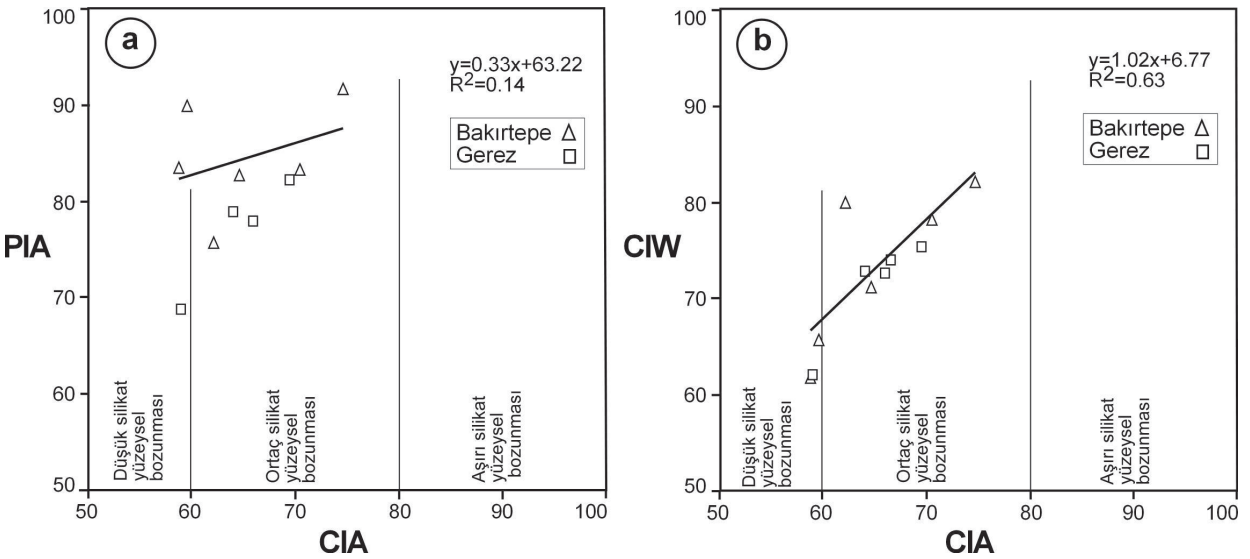 a
y=0.33x+63.22
R²=0.14
Bakırtepe
Gerez
100
90
80
70
60
50
PIA
Düşük silikat
yüzeysel
bozunması
Ortaç silikat
yüzeysel
bozunması
Aşırı silikat
yüzeysel
bozunması
50
60
70
80
90
100
CIA
b
y=1.02x+6.77
R²=0.63
Bakırtepe
Gerez
100
90
80
70
60
50
CIW
Düşük silikat
yüzeysel
bozunması
Ortaç silikat
yüzeysel
bozunması
Aşırı silikat
yüzeysel
bozunması
50
60
70
80
90
100
CIA